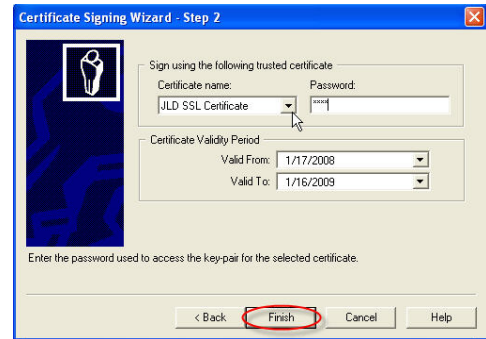 Certificate Signing Wizard - Step 2
Sign using the following trusted certificate
Certificate name: Password:
JLD SSL Certificate ****
Certificate Validity Period
Valid From: 1/17/2008
Valid To: 1/16/2009
Enter the password used to access the key-pair for the selected certificate.
< Back Finish Cancel Help